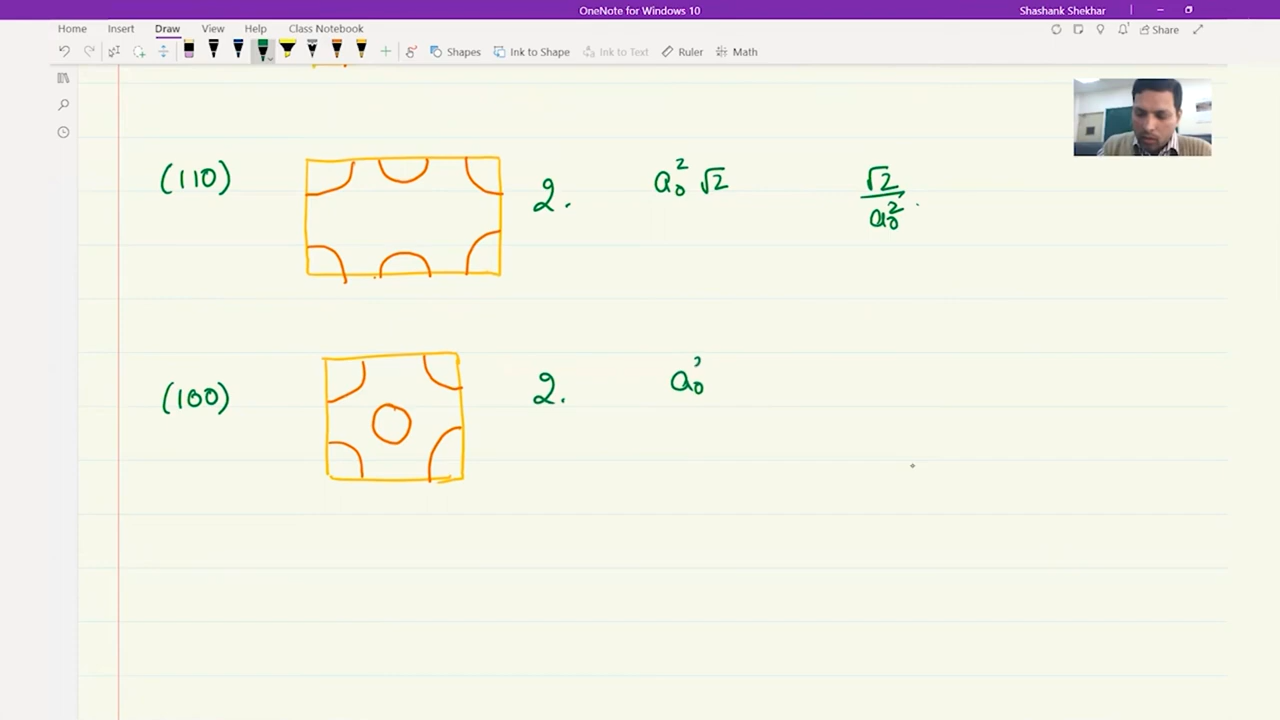 OneNote for Windows 10
Shashank Shekhar
Home Insert Draw View Help Class Notebook
Share
Shapes Ink to Shape Ink to Text Ruler Math
(110) 2. a₀² √2 √2/a₀².
(100) 2. a₀